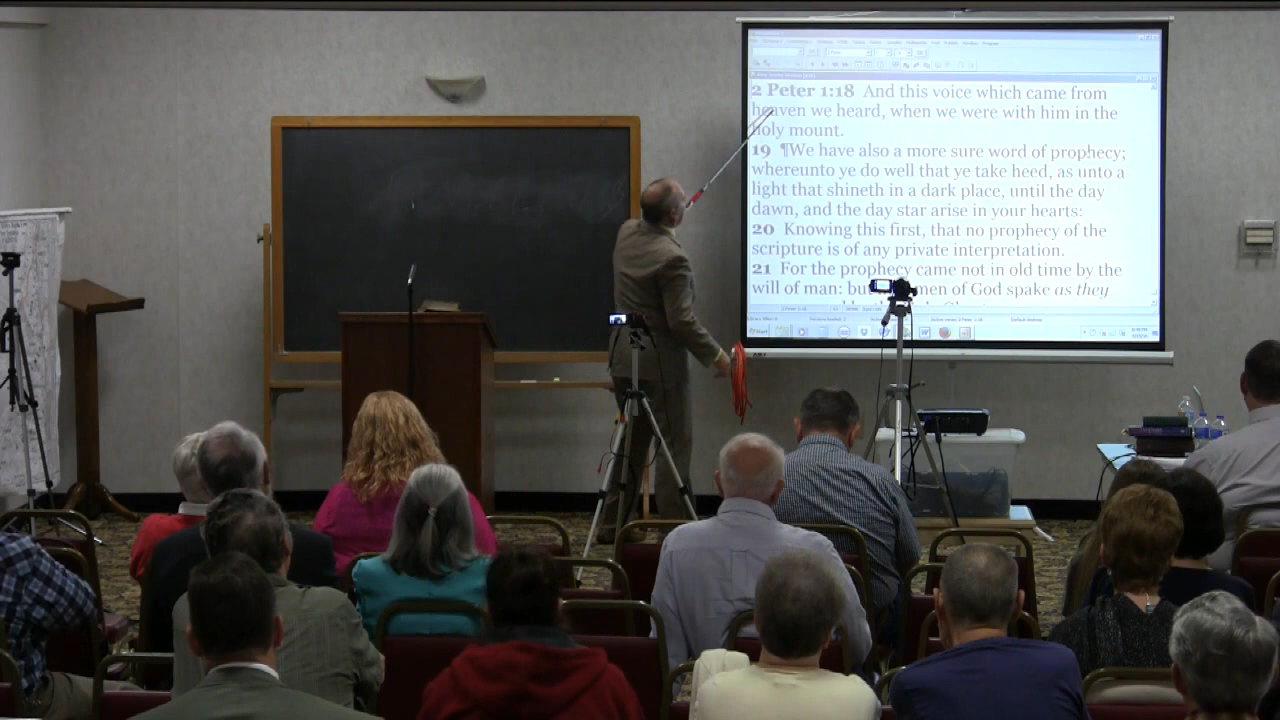 2 Peter 1:18 And this voice which came from
heaven we heard, when we were with him in the
holy mount.
19 ¶We have also a more sure word of prophecy;
whereunto ye do well that ye take heed, as unto a
light that shineth in a dark place, until the day
dawn, and the day star arise in your hearts:
20 Knowing this first, that no prophecy of the
scripture is of any private interpretation.
21 For the prophecy came not in old time by the
will of man: but men of God spake as they